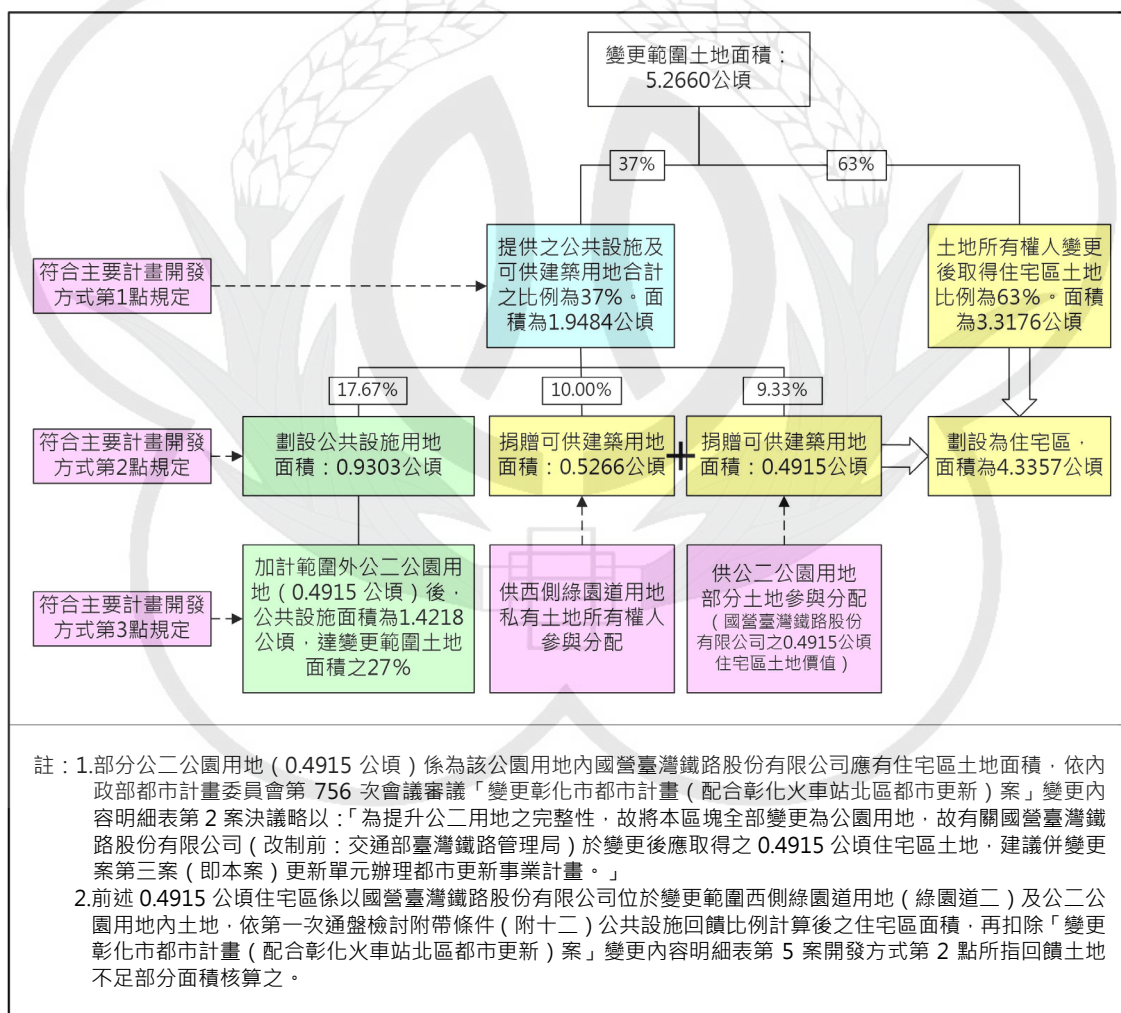 變更範圍土地面積：
5.2660公頃
37%
63%
符合主要計畫開發
方式第1點規定
提供之公共設施及
可供建築用地合計
之比例為37%。面
積為1.9484公頃
土地所有權人變更
後取得住宅區土地
比例為63%。面積
為3.3176公頃
17.67%
10.00%
9.33%
符合主要計畫開發
方式第2點規定
劃設公共設施用地
面積：0.9303公頃
捐贈可供建築用地
面積：0.5266公頃
+
捐贈可供建築用地
面積：0.4915公頃
劃設為住宅區，
面積為4.3357公頃
符合主要計畫開發
方式第3點規定
加計範圍外公二公園用
地（0.4915 公頃）後，
公共設施面積為1.4218
公頃，達變更範圍土地
面積之27%
供西側綠園道用地
私有土地所有權人
參與分配
供公二公園用地
部分土地參與分配
（國營臺灣鐵路股份
有限公司之0.4915公頃
住宅區土地價值）
註：1.部分公二公園用地（0.4915 公頃）係為該公園用地內國營臺灣鐵路股份有限公司應有住宅區土地面積，依內
政部都市計畫委員會第 756 次會議審議「變更彰化市都市計畫（配合彰化火車站北區都市更新）案」變更內
容明細表第 2 案決議略以：「為提升公二用地之完整性，故將本區塊全部變更為公園用地，故有關國營臺灣鐵
路股份有限公司（改制前：交通部臺灣鐵路管理局）於變更後應取得之 0.4915 公頃住宅區土地，建議併變更
案第三案（即本案）更新單元辦理都市更新事業計畫。」
2.前述 0.4915 公頃住宅區係以國營臺灣鐵路股份有限公司位於變更範圍西側綠園道用地（綠園道二）及公二公
園用地內土地，依第一次通盤檢討附帶條件（附十二）公共設施回饋比例計算後之住宅區面積，再扣除「變更
彰化市都市計畫（配合彰化火車站北區都市更新）案」變更內容明細表第 5 案開發方式第 2 點所指回饋土地
不足部分面積核算之。